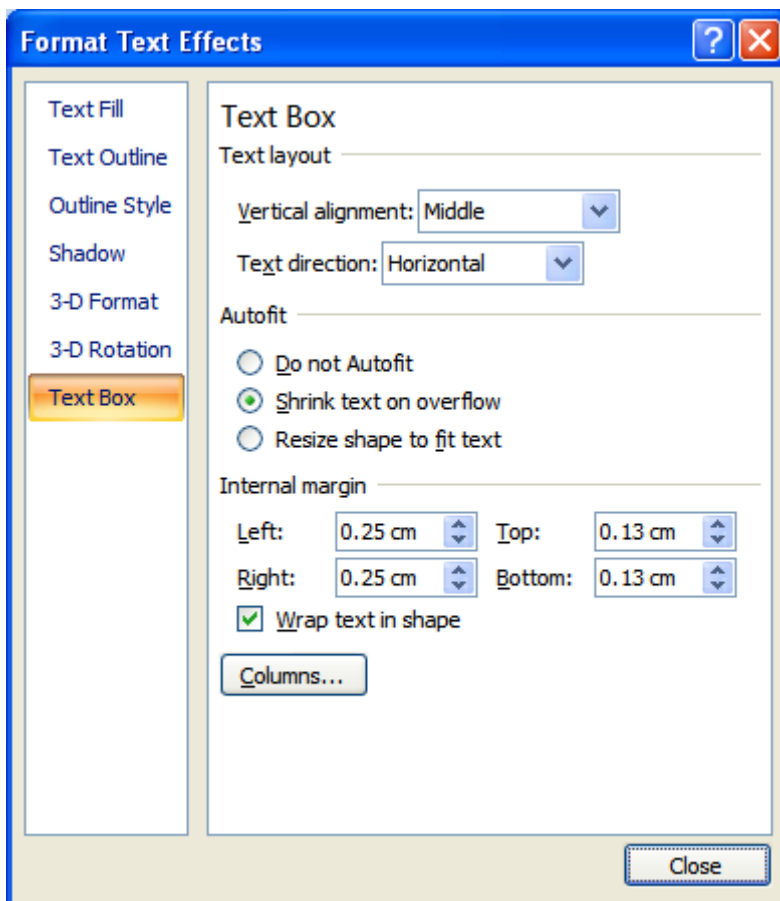 Format Text Effects
Text Fill
Text Outline
Outline Style
Shadow
3-D Format
3-D Rotation
Text Box
Text Box
Text layout
Vertical alignment: Middle
Text direction: Horizontal
Autofit
Do not Autofit
Shrink text on overflow
Resize shape to fit text
Internal margin
Left: 0.25 cm Top: 0.13 cm
Right: 0.25 cm Bottom: 0.13 cm
Wrap text in shape
Columns...
Close